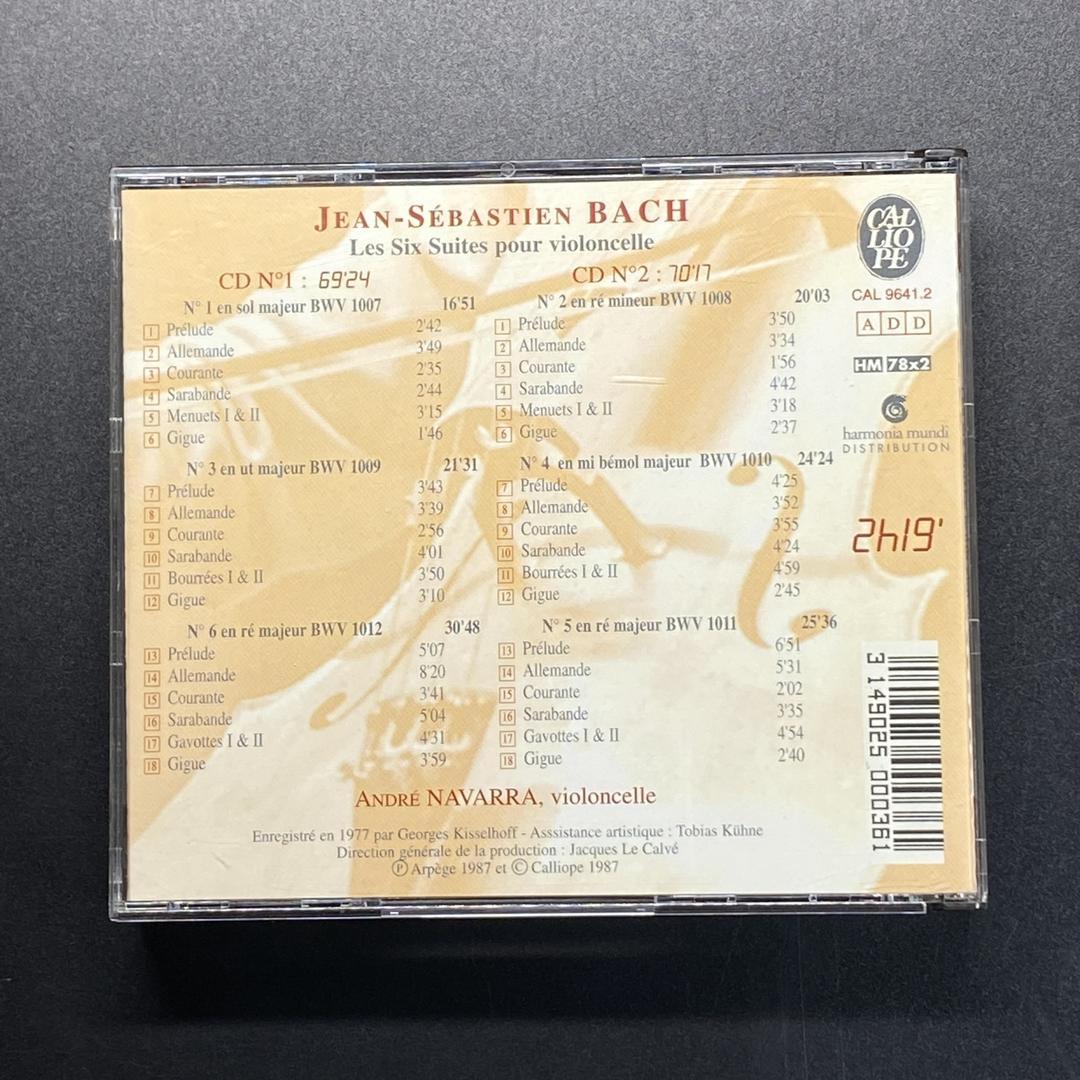 JEAN-SÉBASTIEN BACH
Les Six Suites pour violoncelle
CD N°1 : 69'24
N° 1 en sol majeur BWV 1007 16'51
1 Prélude 2'42
2 Allemande 3'49
3 Courante 2'35
4 Sarabande 2'44
5 Menuets I & II 3'15
6 Gigue 1'46
N° 3 en ut majeur BWV 1009 21'31
7 Prélude 3'43
8 Allemande 3'39
9 Courante 2'56
10 Sarabande 4'01
11 Bourrées I & II 3'50
12 Gigue 3'10
N° 6 en ré majeur BWV 1012 30'48
13 Prélude 5'07
14 Allemande 8'20
15 Courante 3'41
16 Sarabande 5'04
17 Gavottes I & II 4'31
18 Gigue 3'59
CD N°2 : 70'17
N° 2 en ré mineur BWV 1008 20'03
1 Prélude 3'50
2 Allemande 3'34
3 Courante 1'56
4 Sarabande 4'42
5 Menuets I & II 3'18
6 Gigue 2'37
N° 4 en mi bémol majeur BWV 1010 24'24
7 Prélude 4'25
8 Allemande 3'52
9 Courante 3'55
10 Sarabande 4'24
11 Bourrées I & II 4'59
12 Gigue 2'45
N° 5 en ré majeur BWV 1011 25'36
13 Prélude 6'51
14 Allemande 5'31
15 Courante 2'02
16 Sarabande 3'35
17 Gavottes I & II 4'54
18 Gigue 2'40
ANDRÉ NAVARRA, violoncelle
Enregistré en 1977 par Georges Kisselhoff - Asssistance artistique : Tobias Kühne
Direction générale de la production : Jacques Le Calvé
Ⓟ Arpège 1987 et © Calliope 1987
CAL
LIO
PE
CAL 9641.2
A D D
HM 78x2
harmonia mundi
DISTRIBUTION
2h19'
3 149025 000361